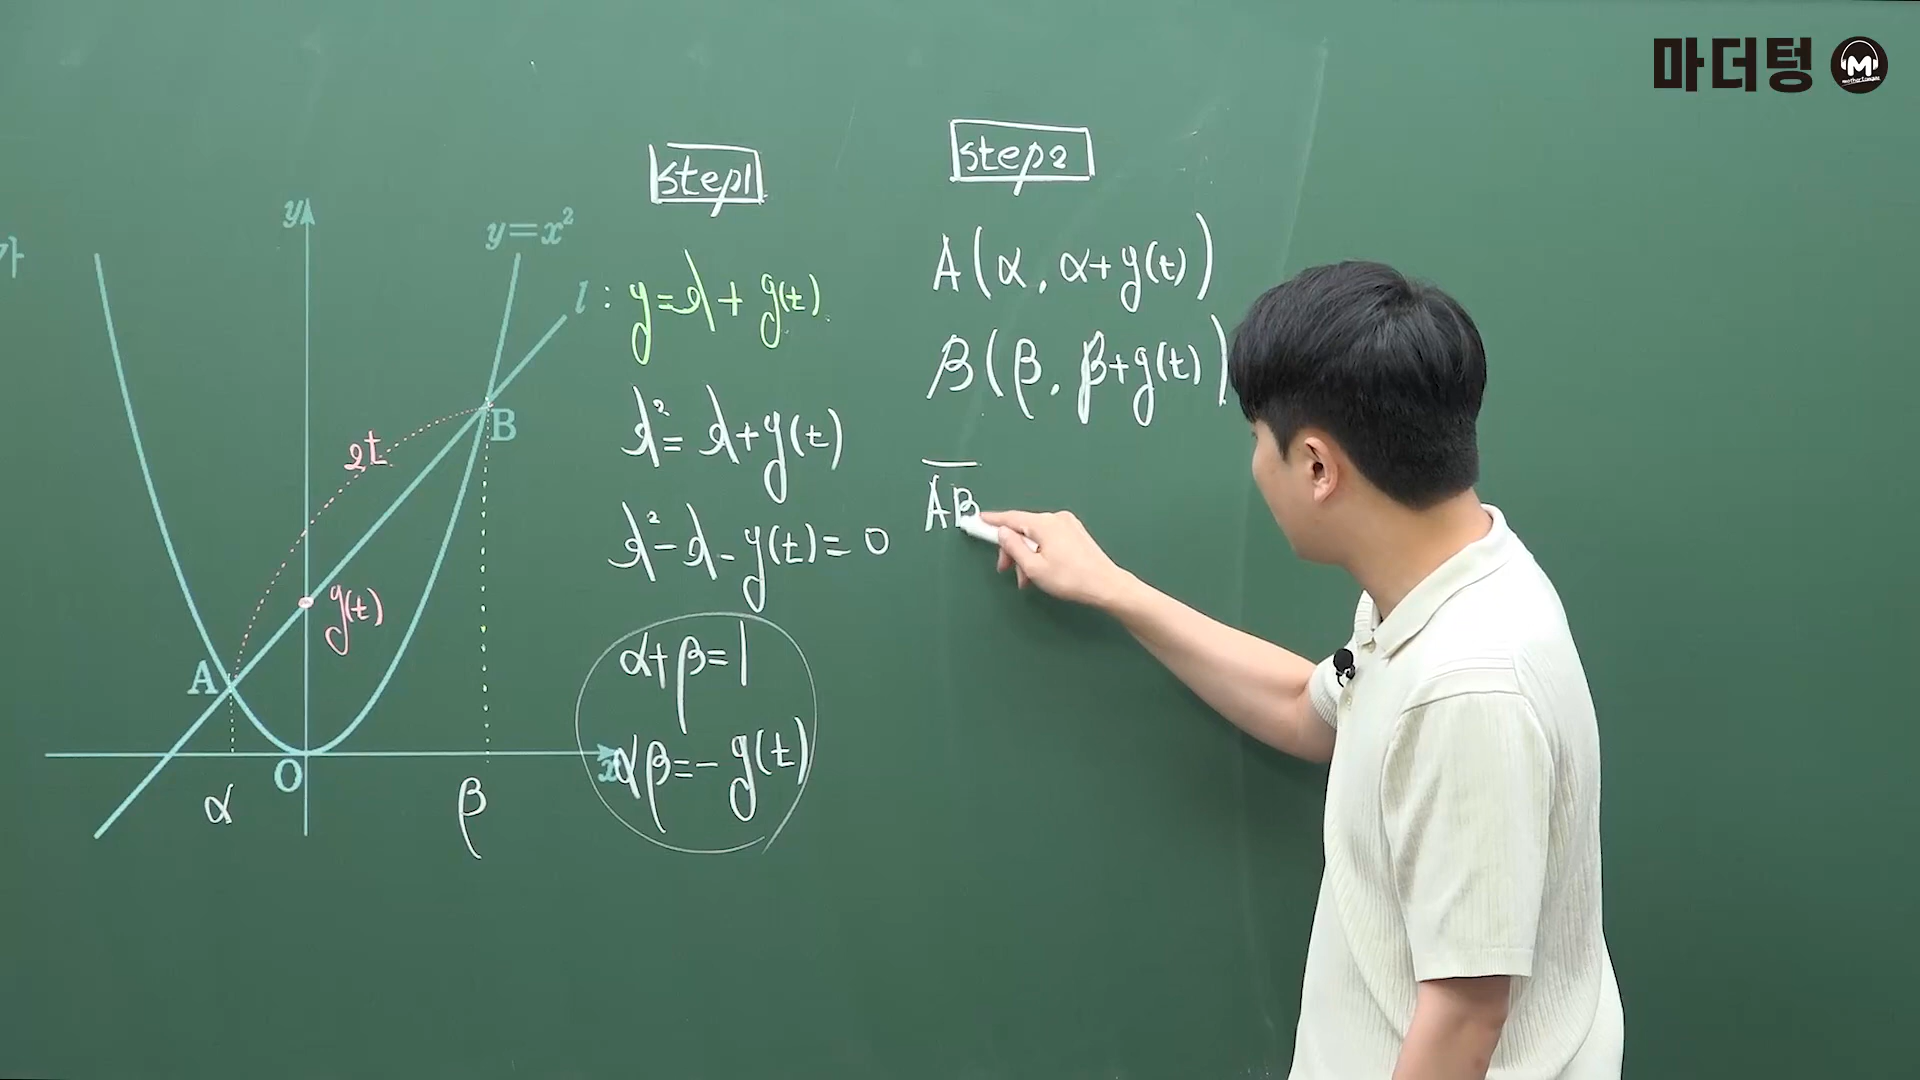 마더텅
M
step1
step2
y
y=x²
가
l : y=x+g(t)
A(α, α+g(t))
B(β, β+g(t))
x²=x+g(t)
2t
B
AB
x²-x-g(t)=0
g(t)
α+β=1
A
αβ=-g(t)
O
x
α
β